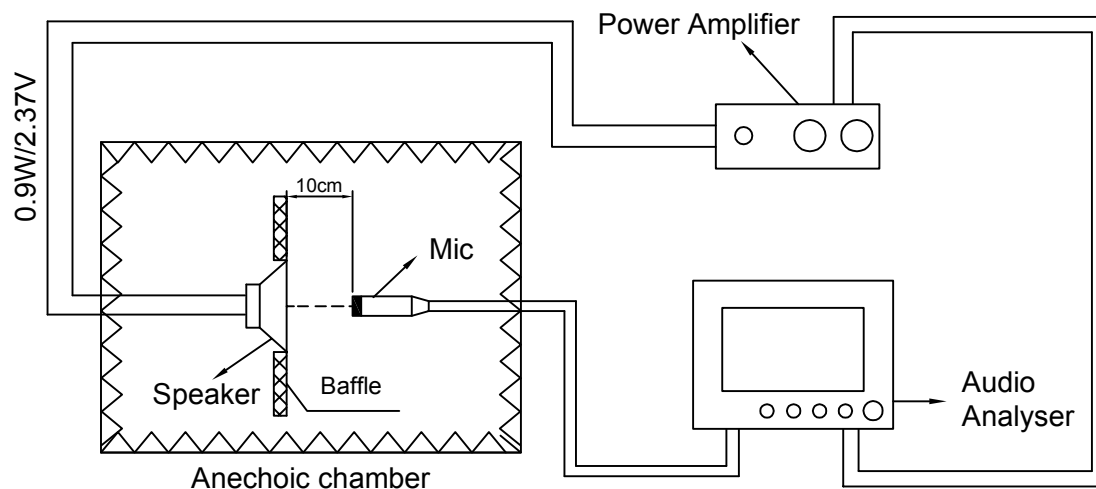 Power Amplifier
0.9W/2.37V
10cm
Mic
Speaker
Baffle
Audio
Analyser
Anechoic chamber